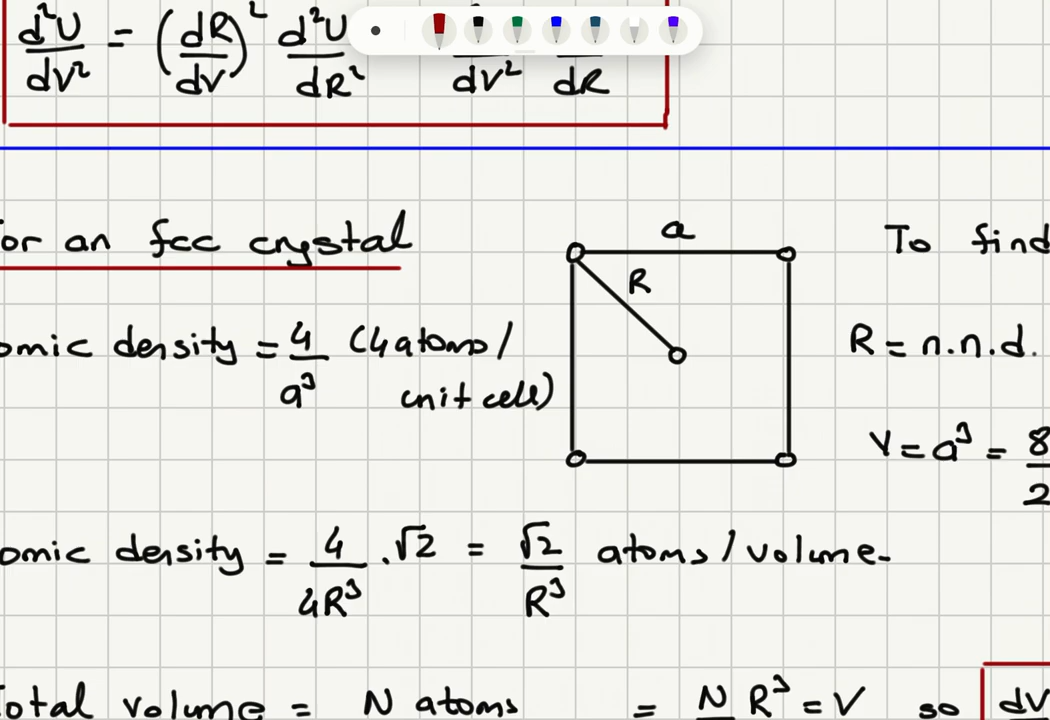 d²U/dV² = (dR/dV)² d²U/dR² dV² dR
or an fcc crystal
a
To find
R
omic density = 4/a³ (4 atoms/
unit cell)
R = n.n.d.
V = a³ = 8
2
omic density = 4/4R³ . √2 = √2/R³ atoms / volume.
Total volume = N atoms = N R³ = V so dV